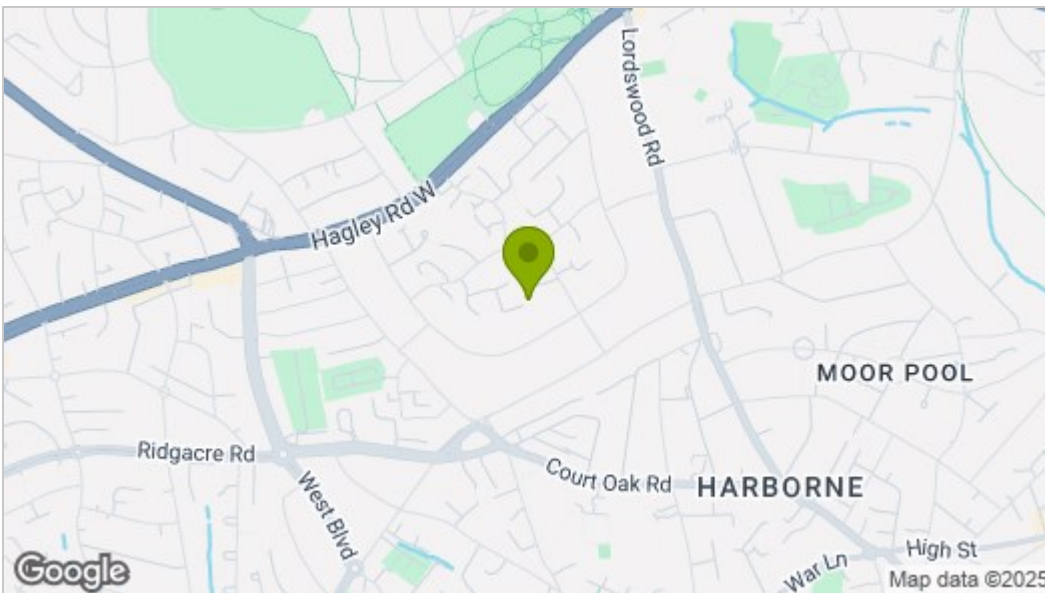 Lordswood Rd
Hagley Rd W
MOOR POOL
Ridgacre Rd
Court Oak Rd
HARBORNE
West Blvd
High St
War Ln
Google
Map data ©2025